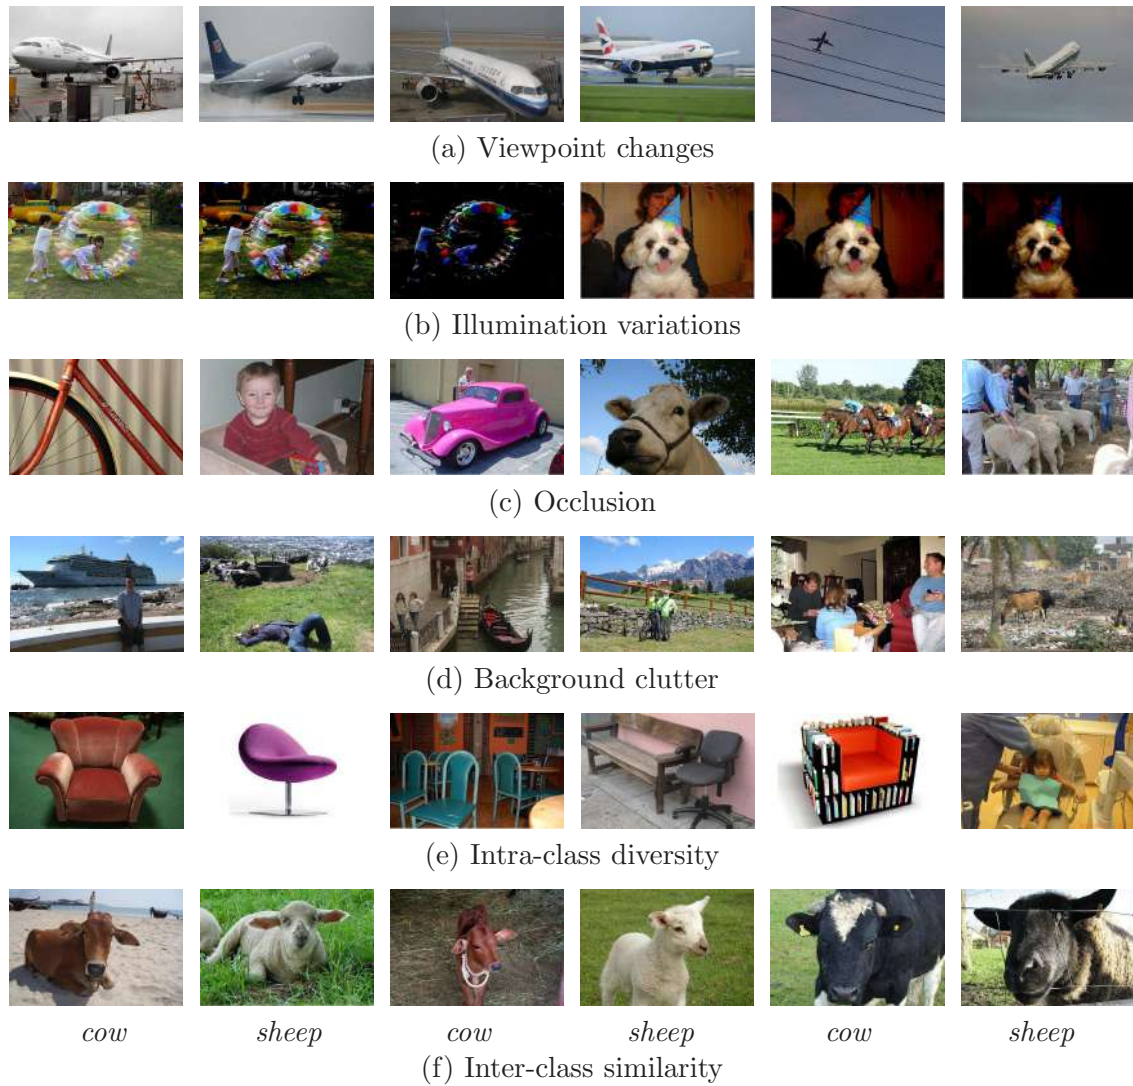 (a) Viewpoint changes
(b) Illumination variations
(c) Occlusion
(d) Background clutter
(e) Intra-class diversity
cow sheep cow sheep cow sheep
(f) Inter-class similarity